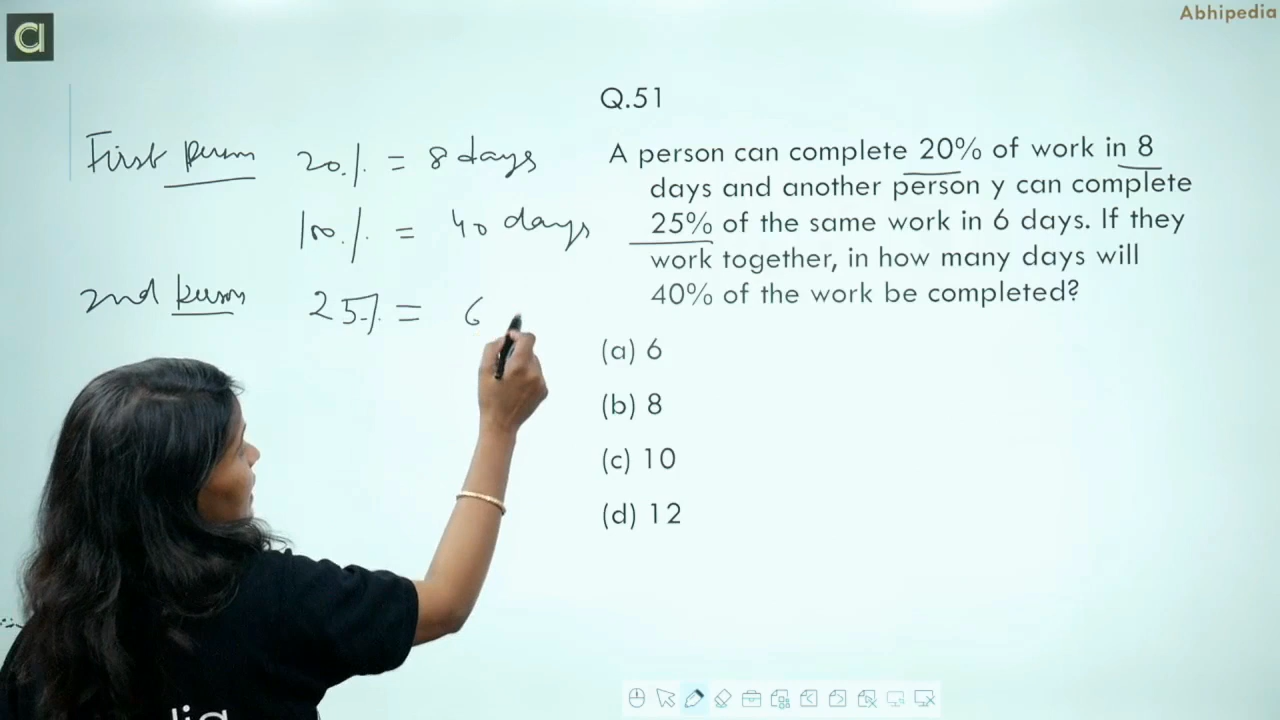 Abhipedia
Q.51
First person 20% = 8 days
100% = 40 days
2nd person 25% = 6
A person can complete 20% of work in 8
days and another person y can complete
25% of the same work in 6 days. If they
work together, in how many days will
40% of the work be completed?
(a) 6
(b) 8
(c) 10
(d) 12
dia